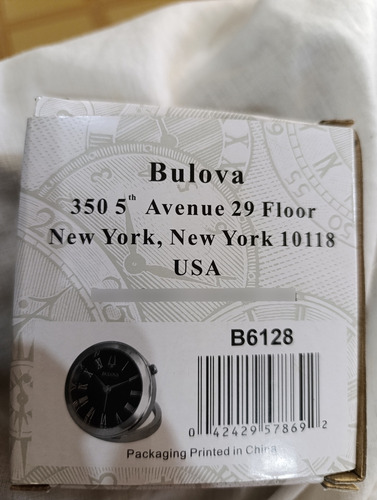 Bulova
350 5th Avenue 29 Floor
New York, New York 10118
USA
B6128
0 42429 57869 2
Packaging Printed in China